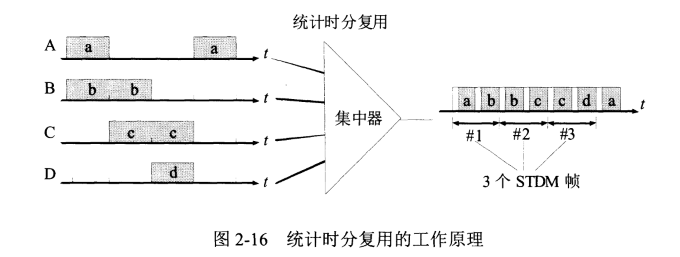 统计时分复用
A a a t
B b b t
C c c t
D d t
集中器
a b b c c d a t
#1 #2 #3
3 个 STDM 帧
图 2-16 统计时分复用的工作原理